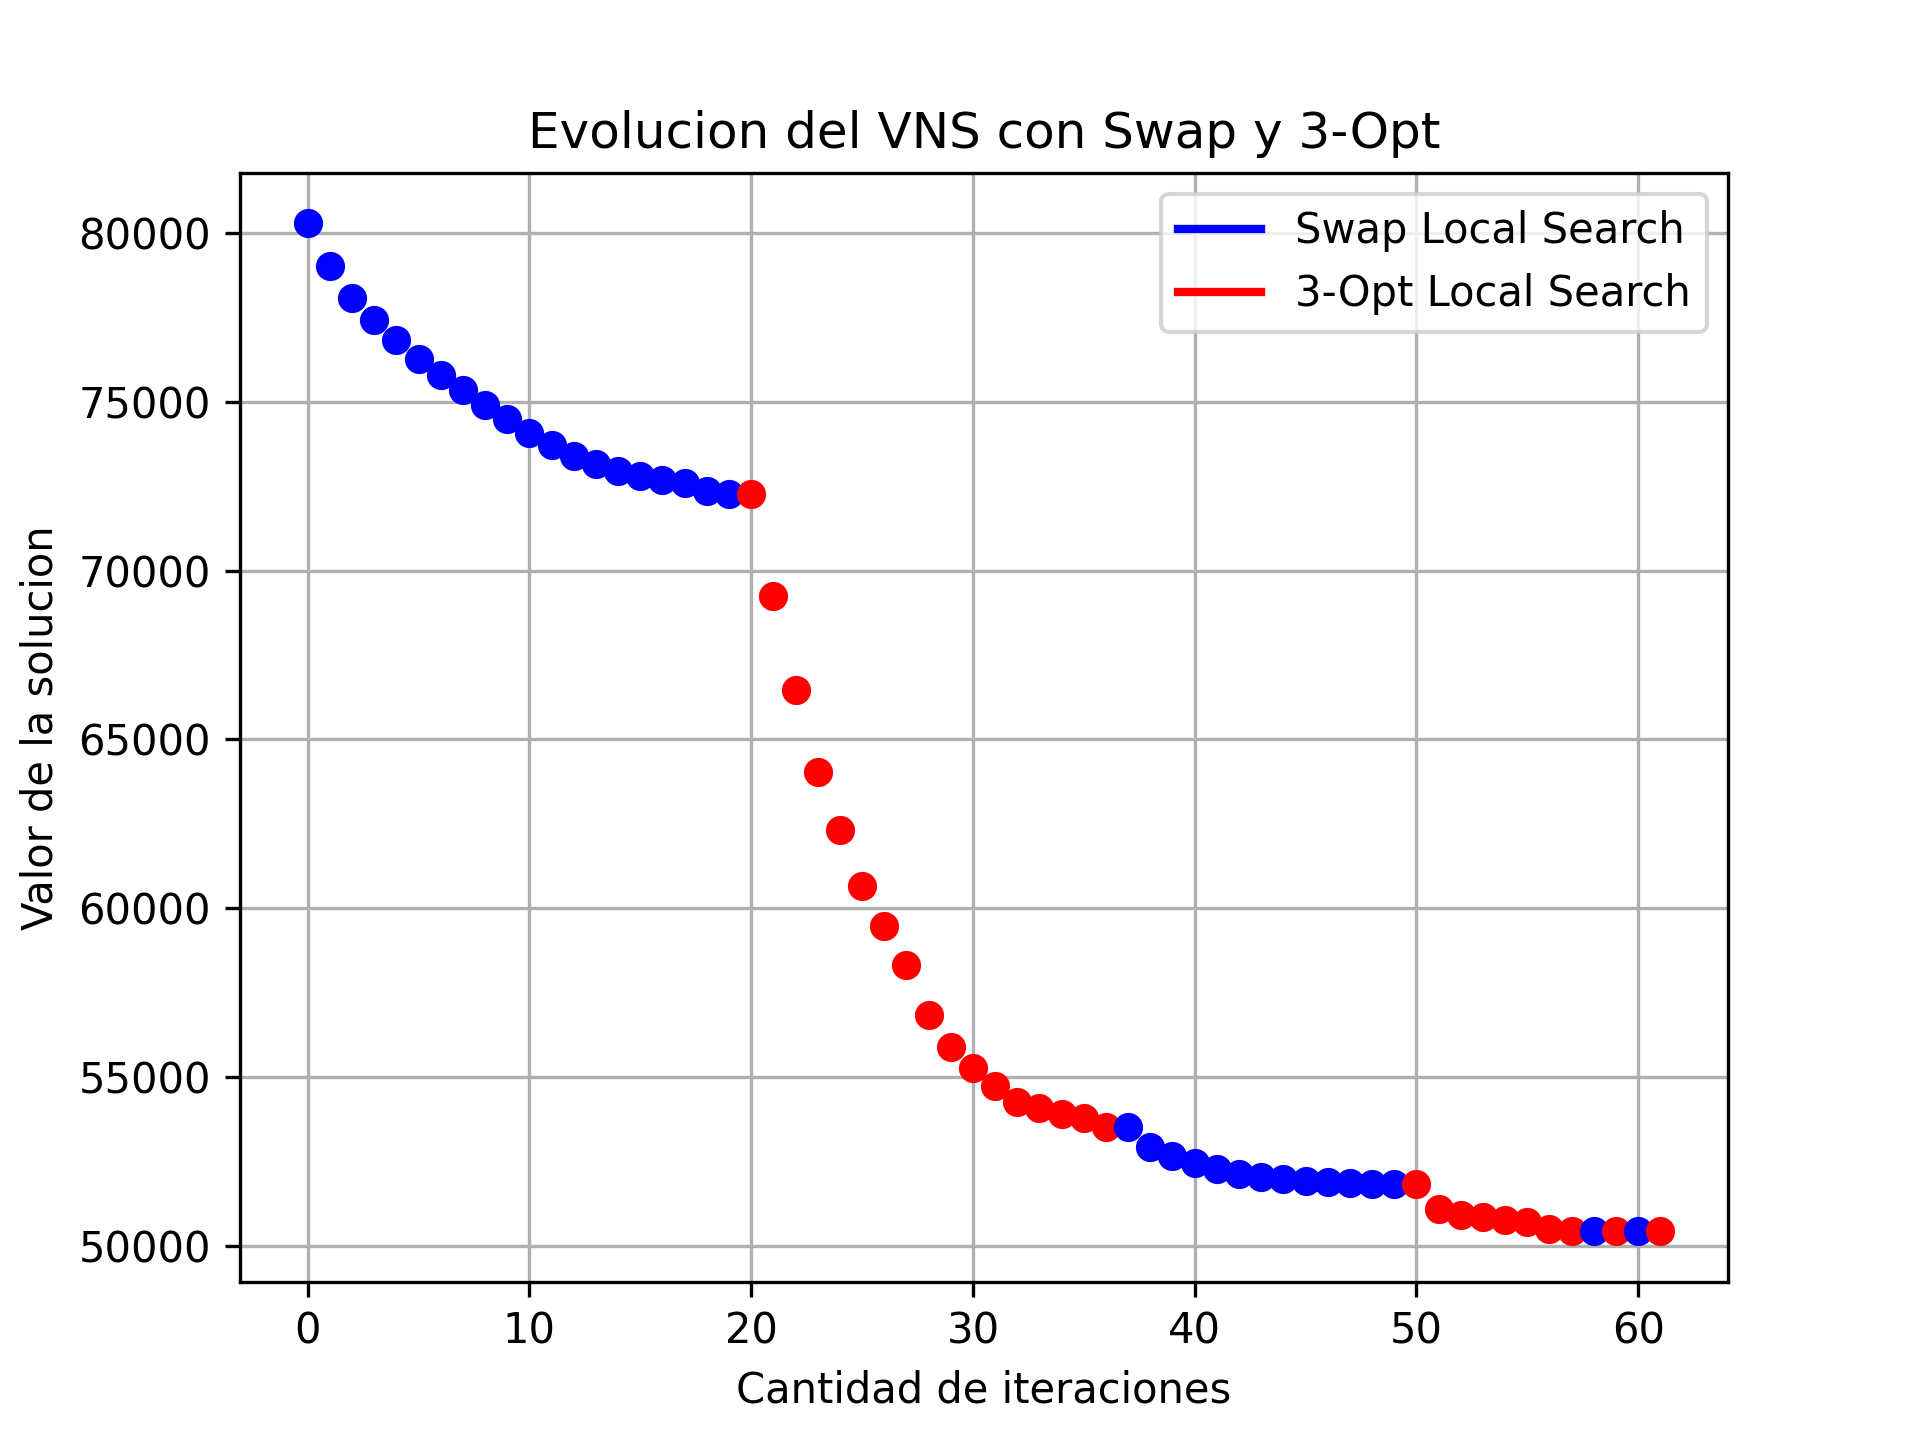 Evolucion del VNS con Swap y 3-Opt
Swap Local Search
3-Opt Local Search
Valor de la solucion
80000
75000
70000
65000
60000
55000
50000
0 10 20 30 40 50 60
Cantidad de iteraciones